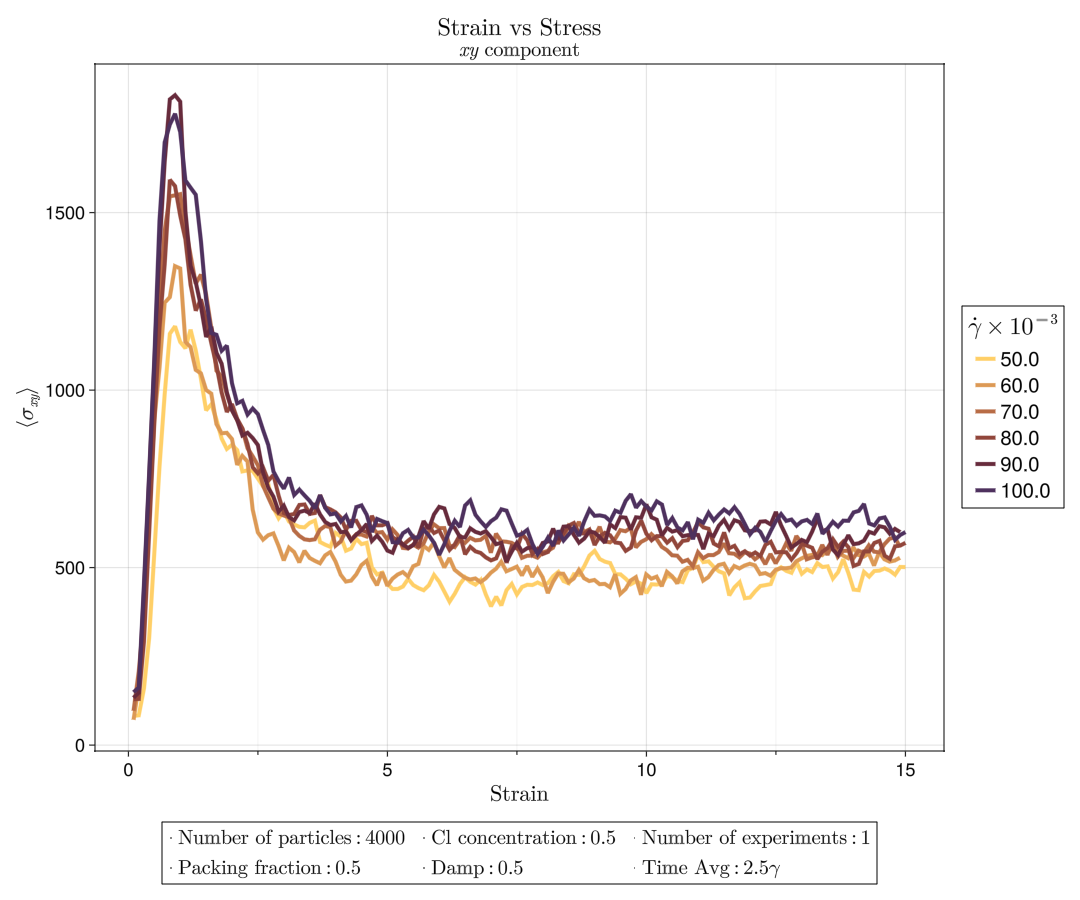 Strain vs Stress
xy component
⟨σxy⟩
1500
1000
500
0
0 5 10 15
Strain
γ̇ × 10⁻³
50.0
60.0
70.0
80.0
90.0
100.0
· Number of particles : 4000 · Cl concentration : 0.5 · Number of experiments : 1
· Packing fraction : 0.5 · Damp : 0.5 · Time Avg : 2.5γ